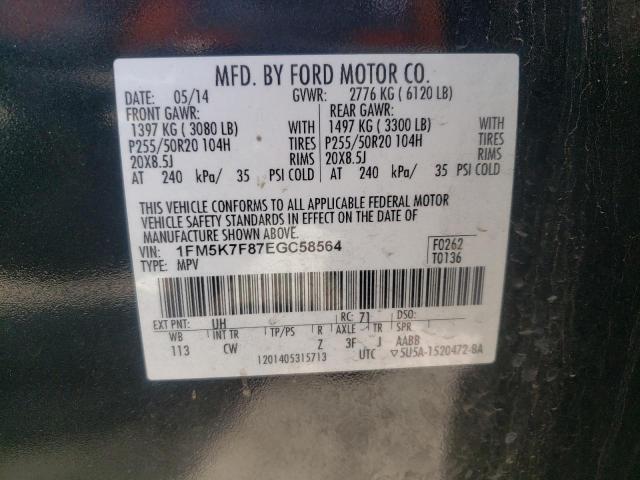 MFD. BY FORD MOTOR CO.
DATE: 05/14 GVWR: 2776 KG ( 6120 LB)
FRONT GAWR: REAR GAWR:
1397 KG ( 3080 LB) WITH 1497 KG ( 3300 LB) WITH
P255/50R20 104H TIRES P255/50R20 104H TIRES
20X8.5J RIMS 20X8.5J RIMS
AT 240 kPa/ 35 PSI COLD AT 240 kPa/ 35 PSI COLD
THIS VEHICLE CONFORMS TO ALL APPLICABLE FEDERAL MOTOR
VEHICLE SAFETY STANDARDS IN EFFECT ON THE DATE OF
MANUFACTURE SHOWN ABOVE.
VIN: 1FM5K7F87EGC58564 F0262
TYPE: MPV T0136
EXT PNT: UH RC: 71 DSO:
WB INT TR TP/PS R AXLE TR SPR
113 CW Z 3F J AABB
1201405315713 UTC ▽5U5A-1520472-8A